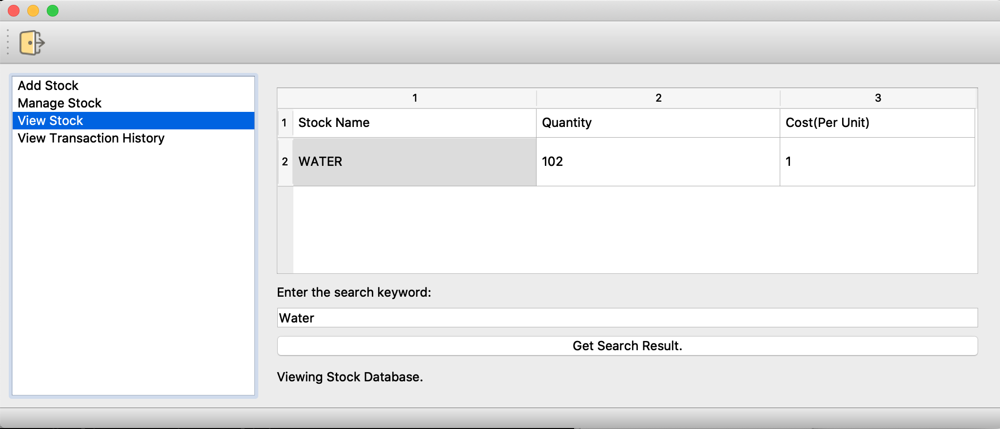 Add Stock
Manage Stock
View Stock
View Transaction History
1 2 3
1 Stock Name Quantity Cost(Per Unit)
2 WATER 102 1
Enter the search keyword:
Water
Get Search Result.
Viewing Stock Database.